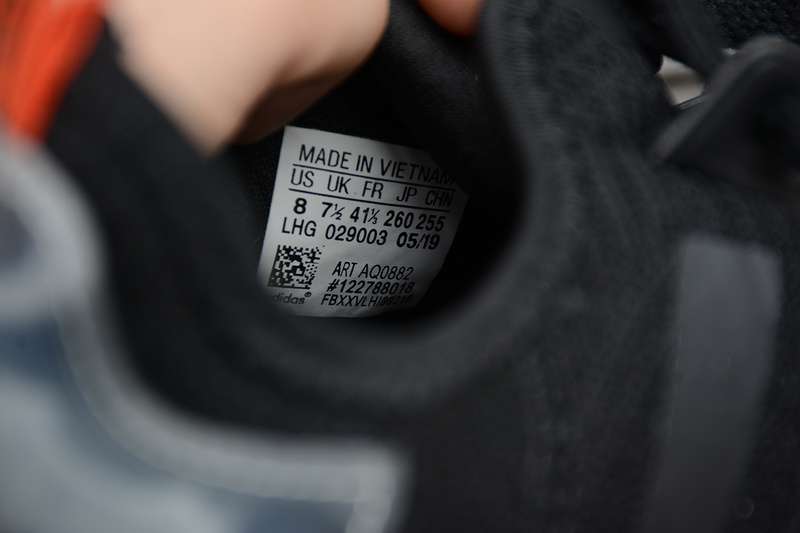 MADE IN VIETNAM
US UK FR JP CHN
8 7½ 41⅓ 260 255
LHG 029003 05/19
ART AQ0882
#122788018
adidas®